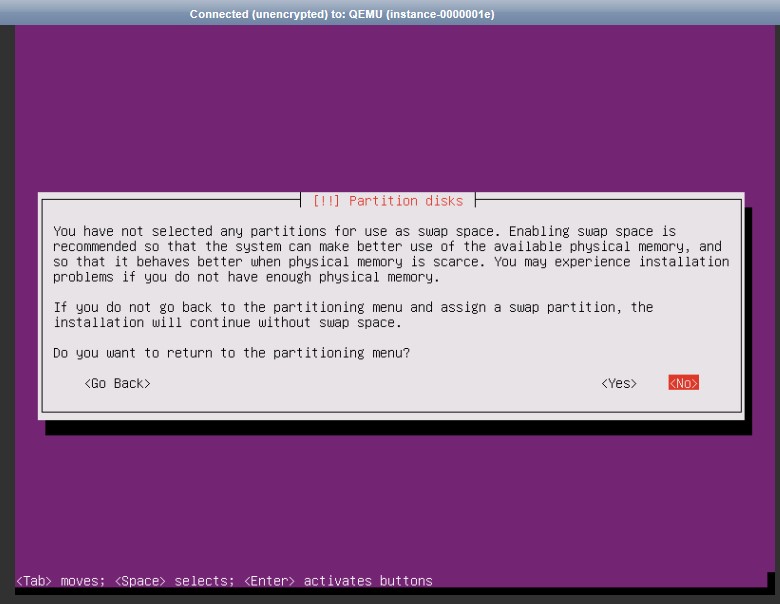 Connected (unencrypted) to: QEMU (instance-0000001e)
[!!] Partition disks
You have not selected any partitions for use as swap space. Enabling swap space is
recommended so that the system can make better use of the available physical memory, and
so that it behaves better when physical memory is scarce. You may experience installation
problems if you do not have enough physical memory.
If you do not go back to the partitioning menu and assign a swap partition, the
installation will continue without swap space.
Do you want to return to the partitioning menu?
<Go Back> <Yes> <No>
<Tab> moves; <Space> selects; <Enter> activates buttons